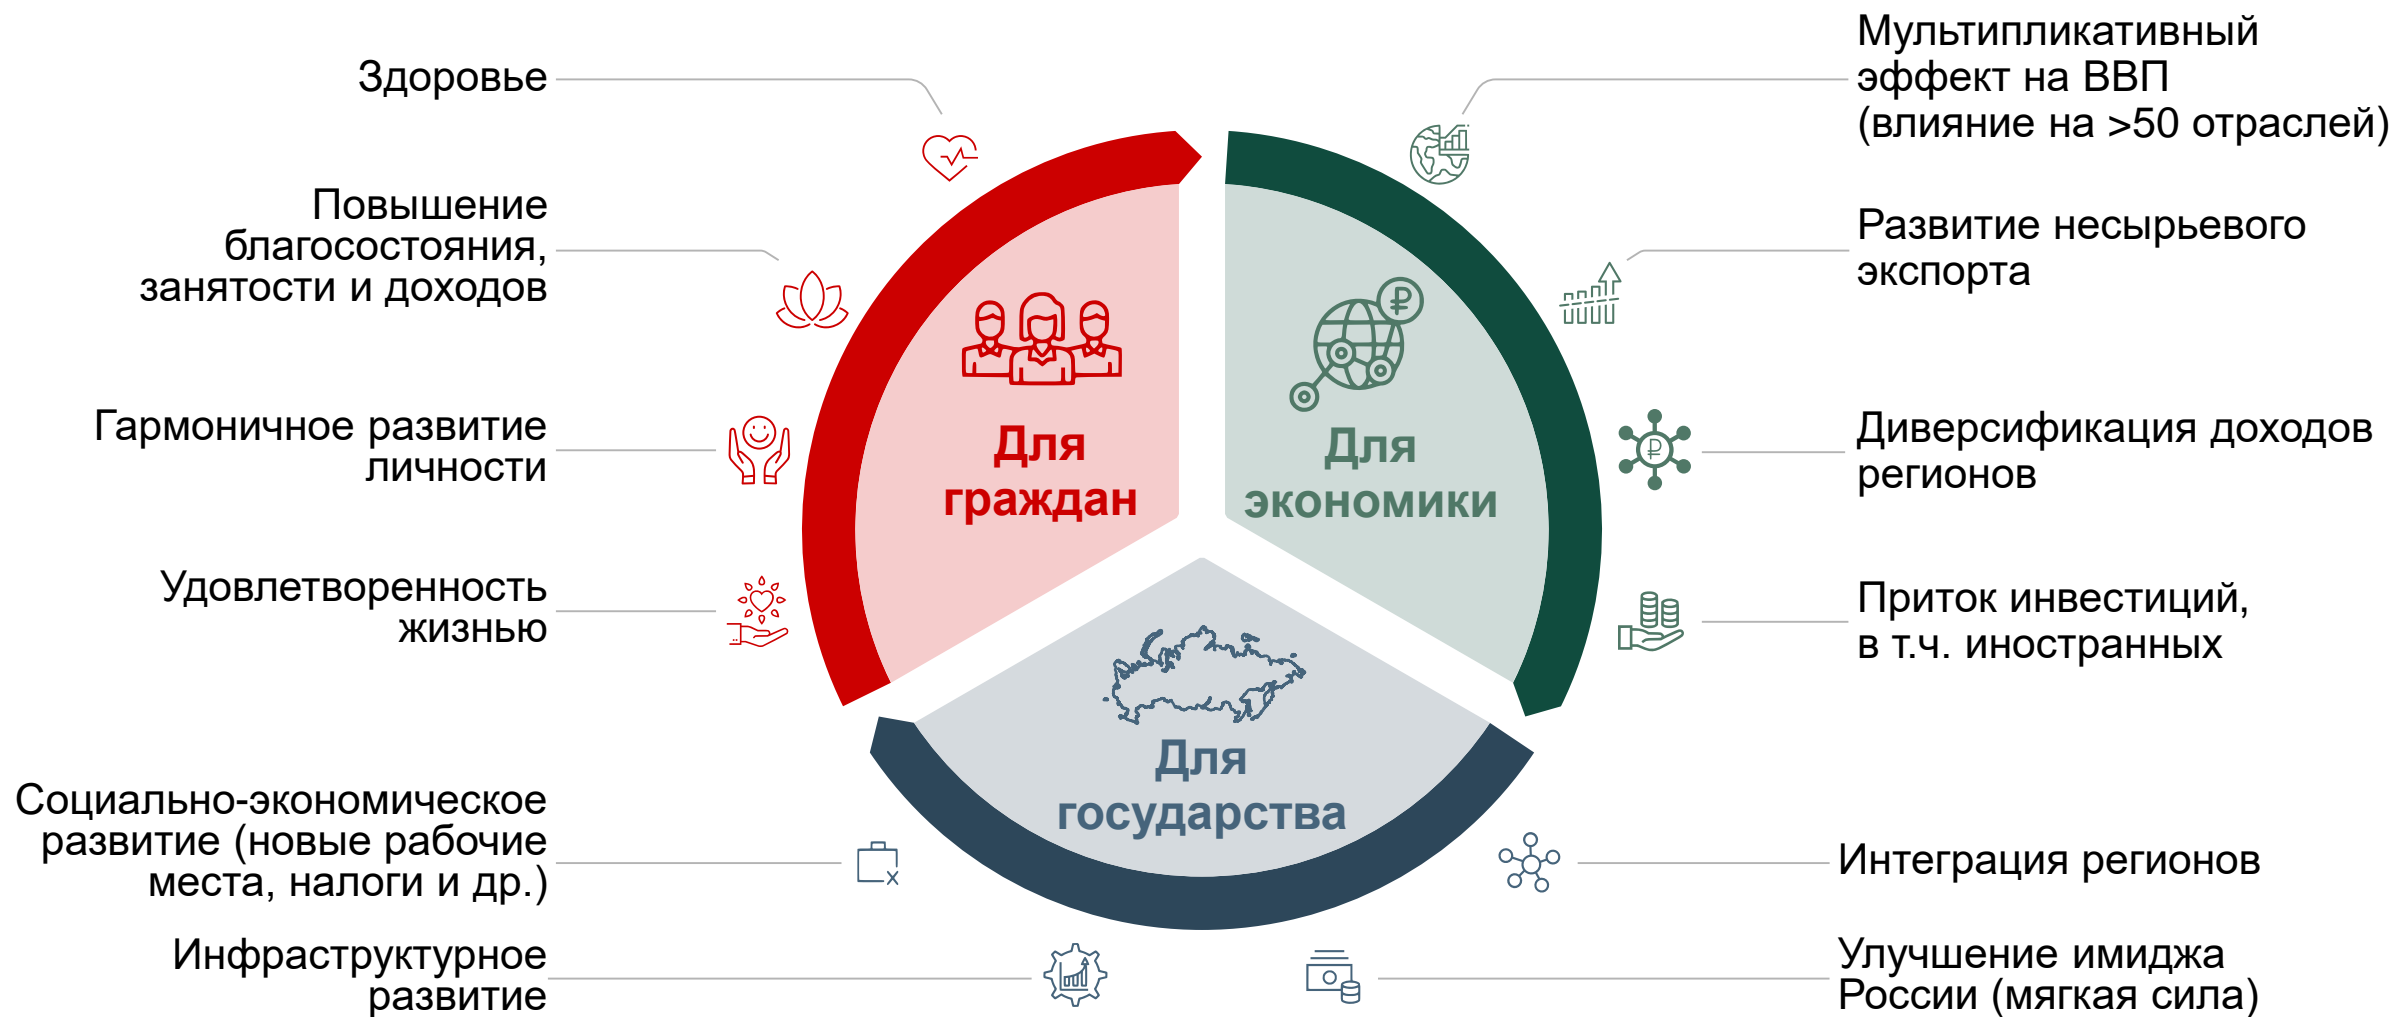 Здоровье
Повышение
благосостояния,
занятости и доходов
Гармоничное развитие
личности
Удовлетворенность
жизнью
Социально-экономическое
развитие (новые рабочие
места, налоги и др.)
Инфраструктурное
развитие
Для
граждан
Для
экономики
Для
государства
Мультипликативный
эффект на ВВП
(влияние на >50 отраслей)
Развитие несырьевого
экспорта
Диверсификация доходов
регионов
Приток инвестиций,
в т.ч. иностранных
Интеграция регионов
Улучшение имиджа
России (мягкая сила)